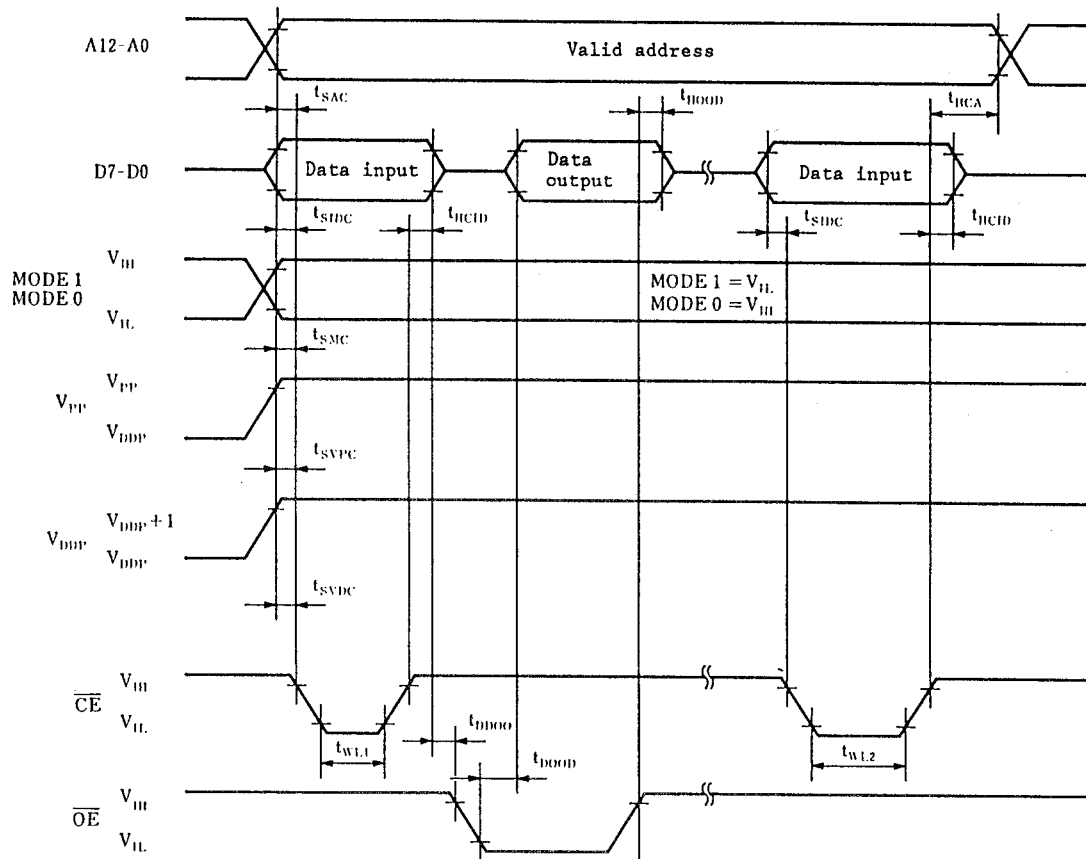 A12-A0
Valid address
tSAC
tHOOD
tHCA
D7-D0
Data input
Data
output
Data input
tSIDC
tHCID
tSIDC
tHCID
MODE 1
MODE 0
VIH
VIL
MODE 1 = VIL
MODE 0 = VIH
tSMC
VPP
VPP
VDDP
tSVPC
VDDP
VDDP+1
VDDP
tSVDC
CE
VIH
VIL
tWL1
tDDOO
tWL2
tDOOD
OE
VIH
VIL